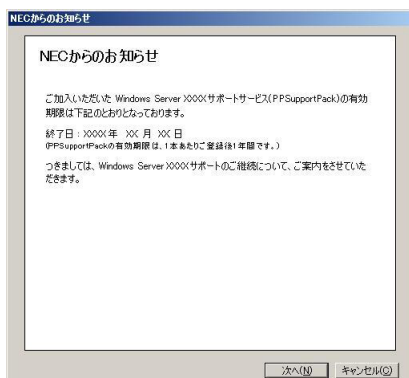 NECからのお知らせ
NECからのお知らせ
ご加入いただいた Windows Server XXXXサポートサービス(PPSupportPack)の有効
期限は下記のとおりとなっております。
終了日：XXXX年 XX 月 XX 日
(PPSupportPackの有効期限は、1本あたりご登録後1年間です。)
つきましては、Windows Server XXXXサポートのご継続について、ご案内をさせていた
だきます。
次へ(N) キャンセル(C)